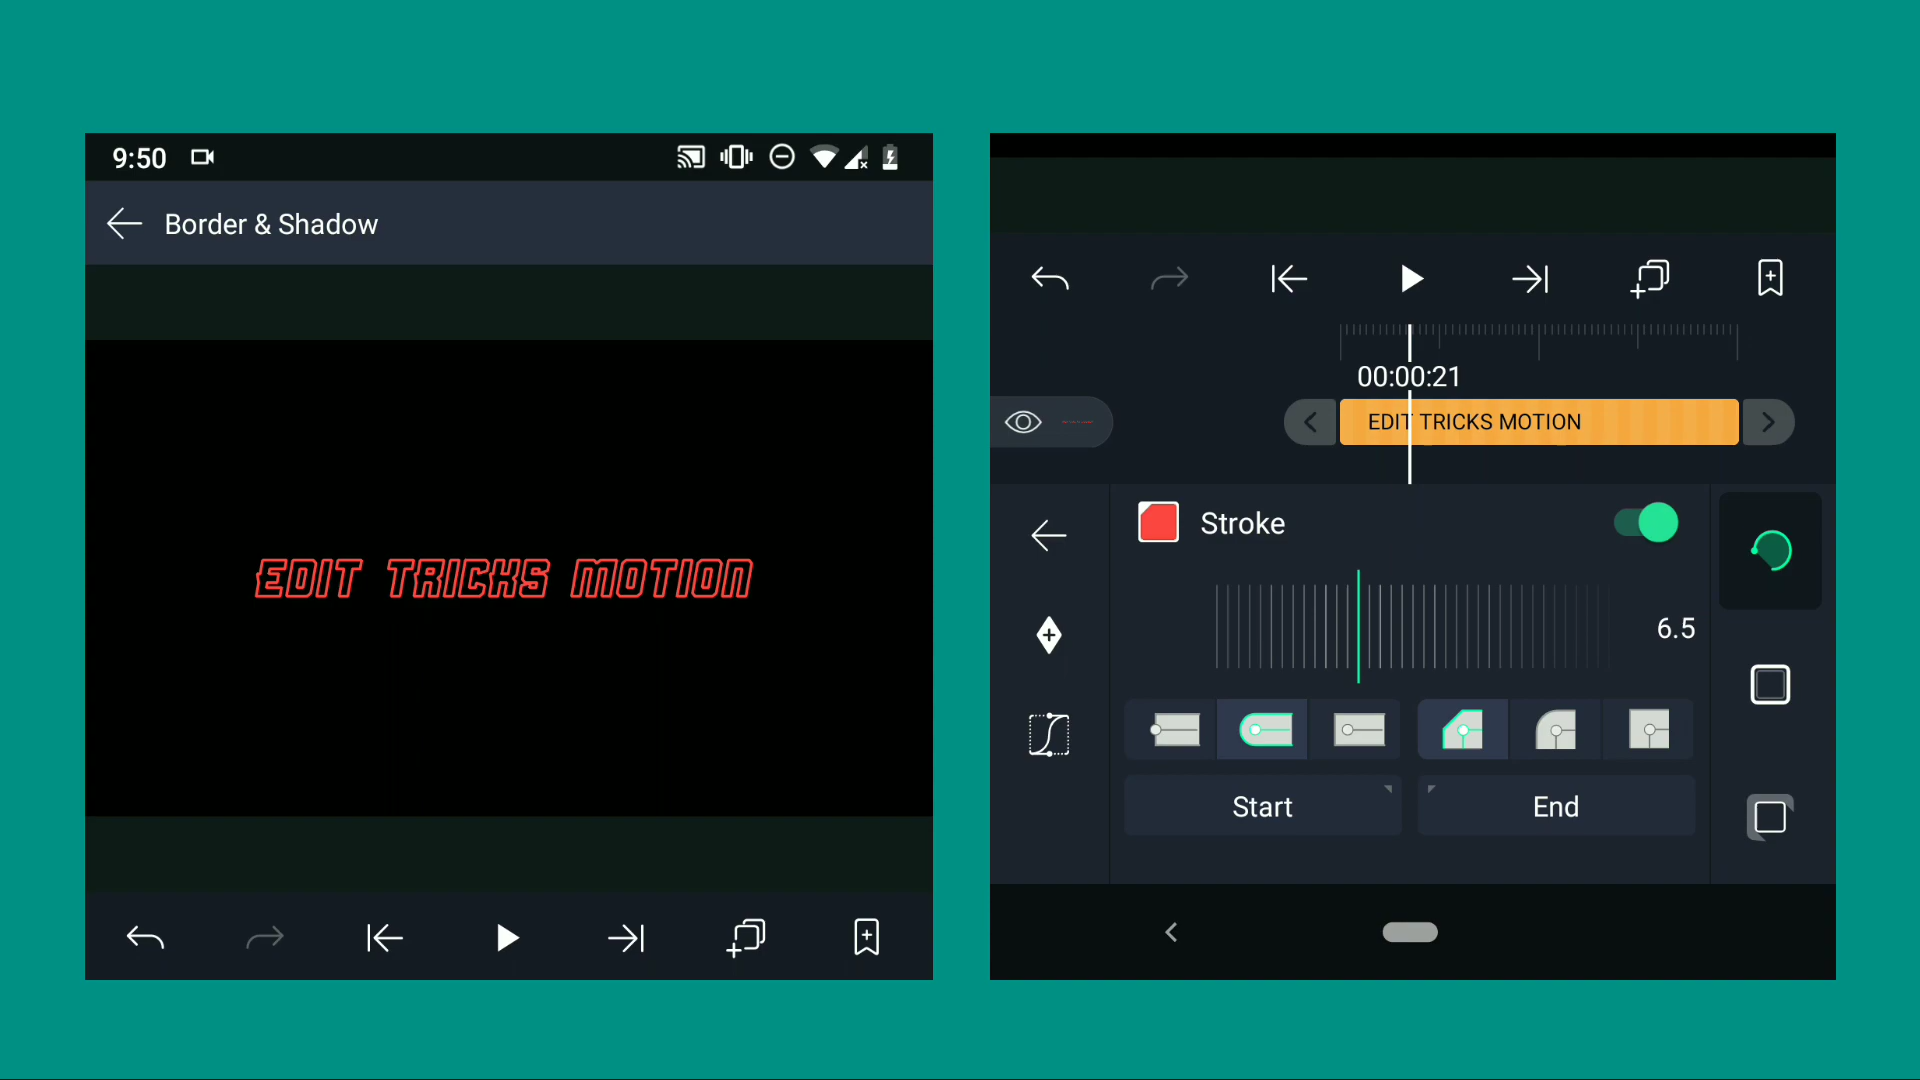 9:50
Border & Shadow
EDIT TRICKS MOTION
00:00:21
EDIT TRICKS MOTION
Stroke
6.5
Start
End